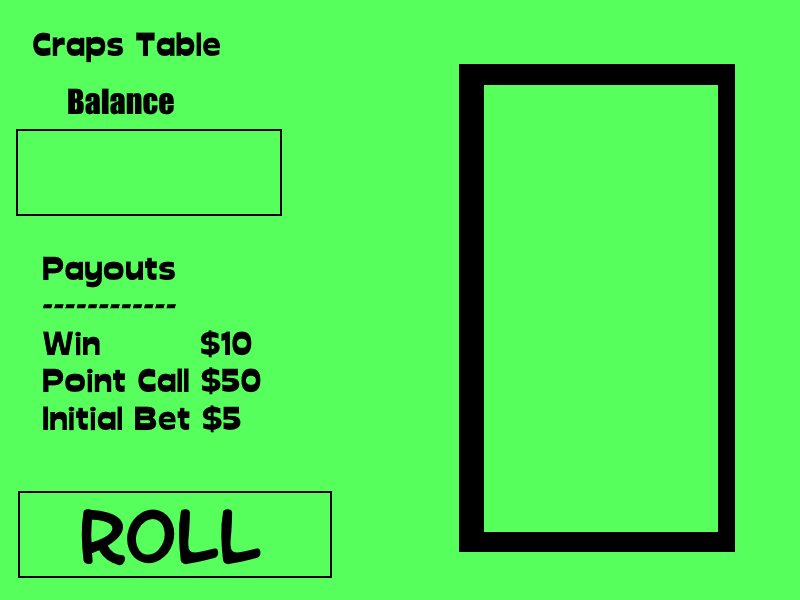 Craps Table
Balance
Payouts
------------
Win $10
Point Call $50
Initial Bet $5
ROLL